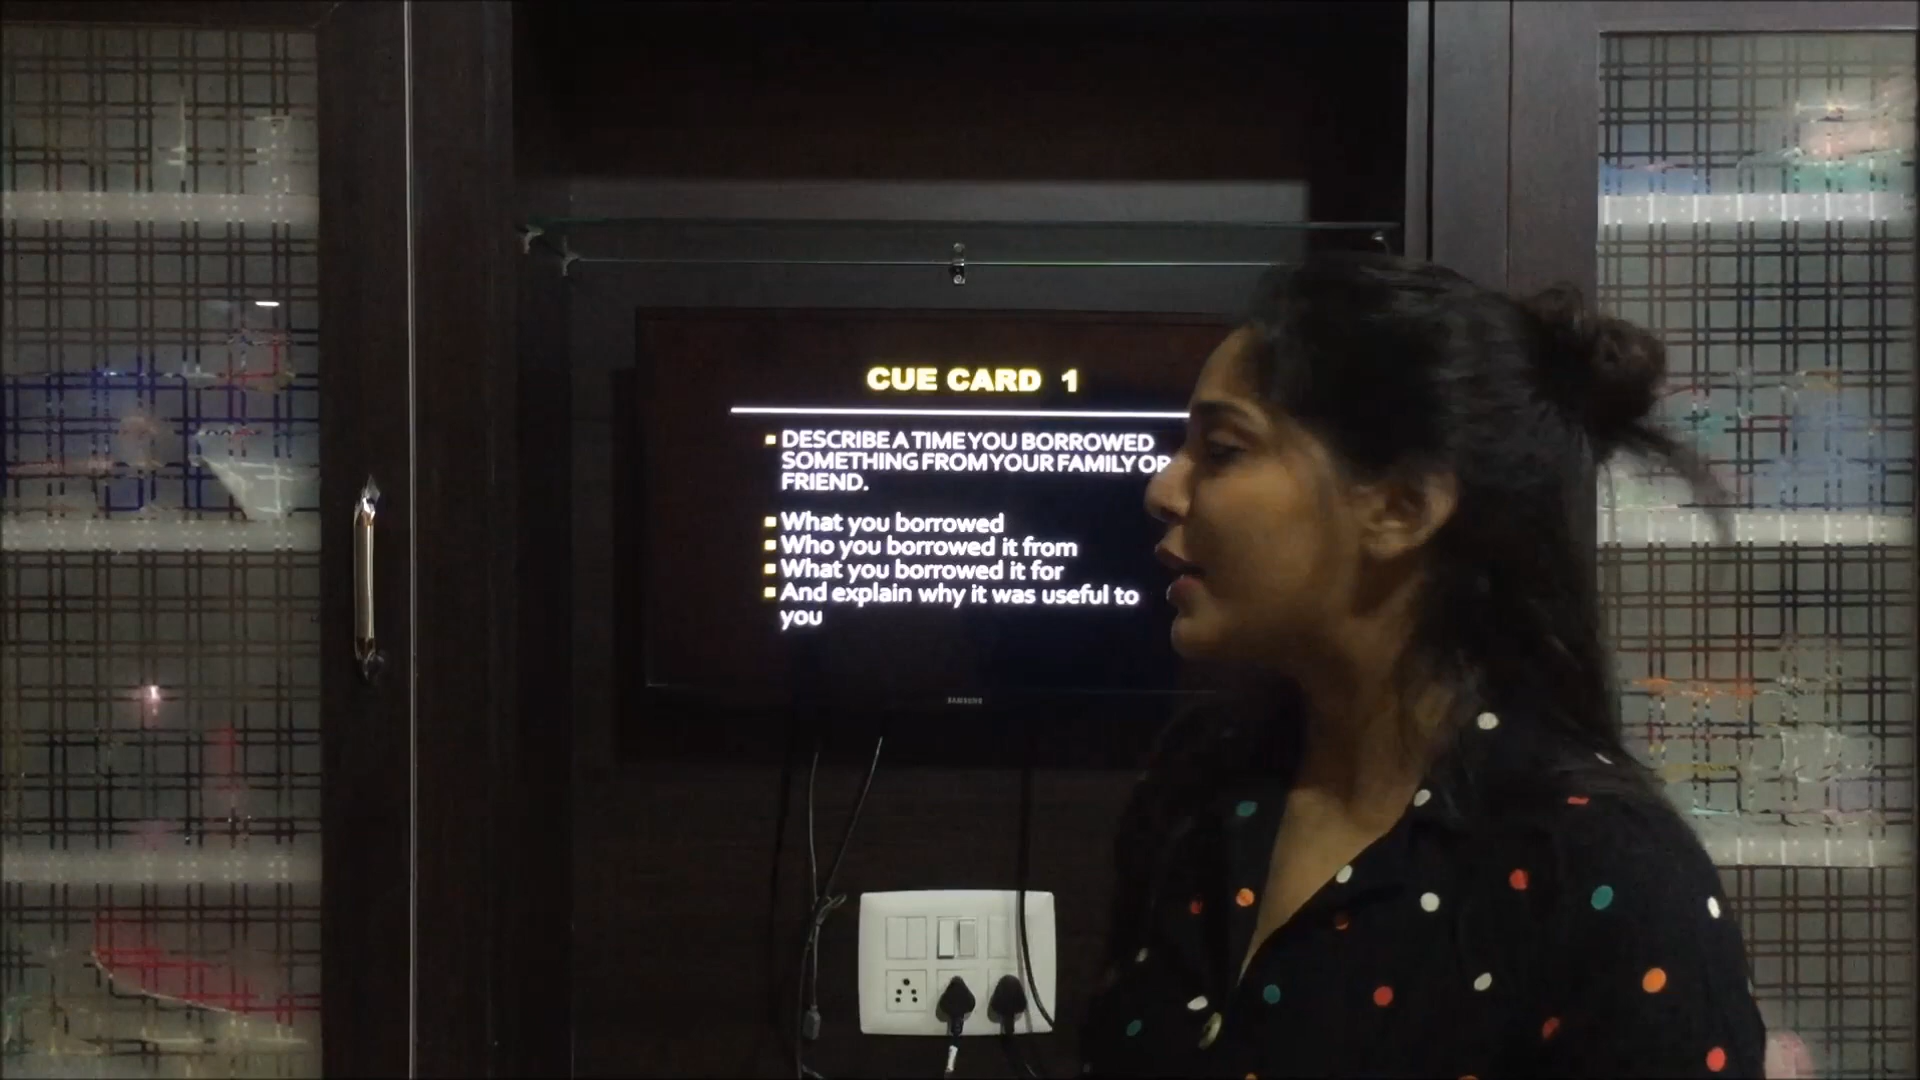 CUE CARD 1
DESCRIBE A TIME YOU BORROWED
SOMETHING FROM YOUR FAMILY OR
FRIEND.
What you borrowed
Who you borrowed it from
What you borrowed it for
And explain why it was useful to
you
SAMSUNG